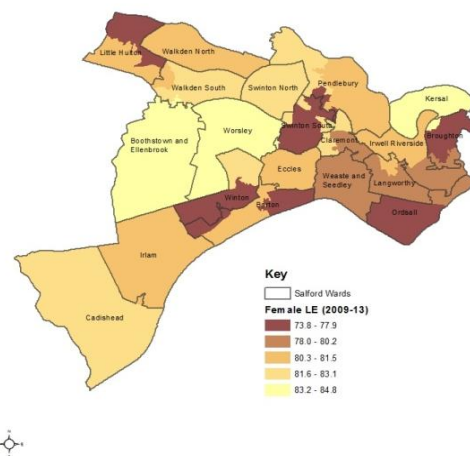 Little Hulton
Walkden North
Pendlebury
Walkden South
Swinton North
Kersal
Boothstown and
Ellenbrook
Worsley
Swinton South
Broughton
Claremont
Irwell Riverside
Eccles
Weaste and
Seedley
Langworthy
Winton
Barton
Ordsall
Irlam
Cadishead
Key
Salford Wards
Female LE (2009-13)
73.8 - 77.9
78.0 - 80.2
80.3 - 81.5
81.6 - 83.1
83.2 - 84.8